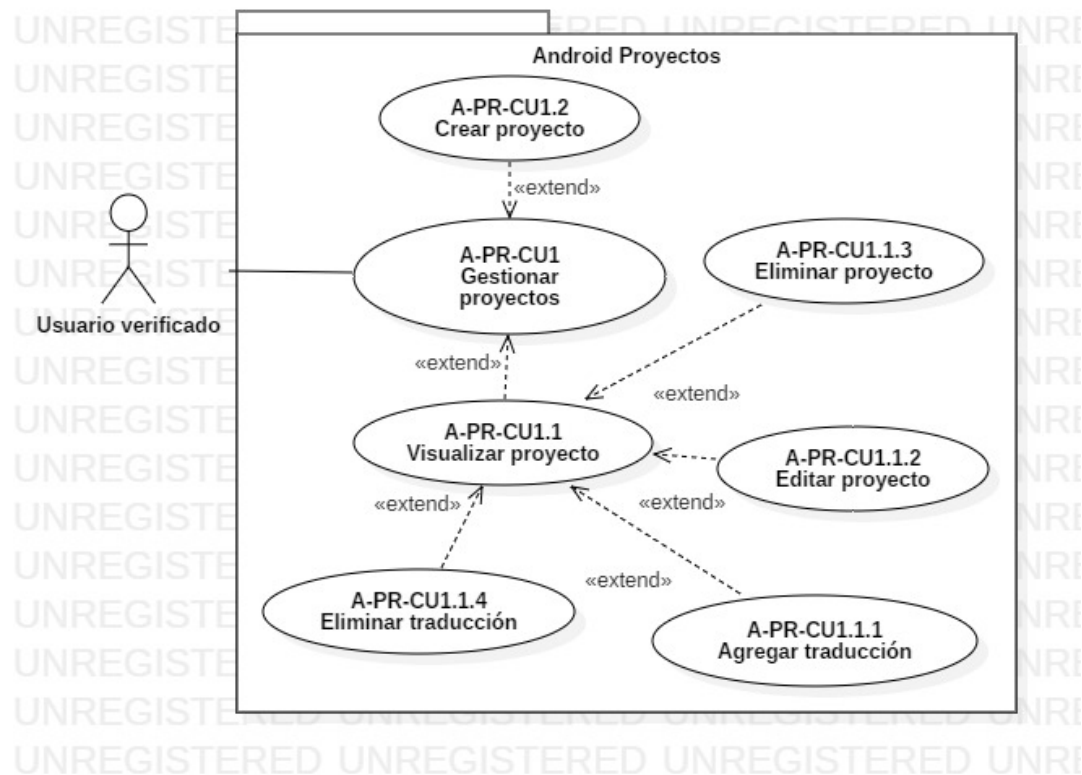 UNREGISTERED UNREGISTERED UNRE
Android Proyectos
A-PR-CU1.2
Crear proyecto
«extend»
A-PR-CU1
Gestionar
proyectos
A-PR-CU1.1.3
Eliminar proyecto
Usuario verificado
«extend»
«extend»
A-PR-CU1.1
Visualizar proyecto
A-PR-CU1.1.2
Editar proyecto
«extend»
«extend»
«extend»
A-PR-CU1.1.4
Eliminar traducción
A-PR-CU1.1.1
Agregar traducción
UNREGISTERED UNREGISTERED UNRE